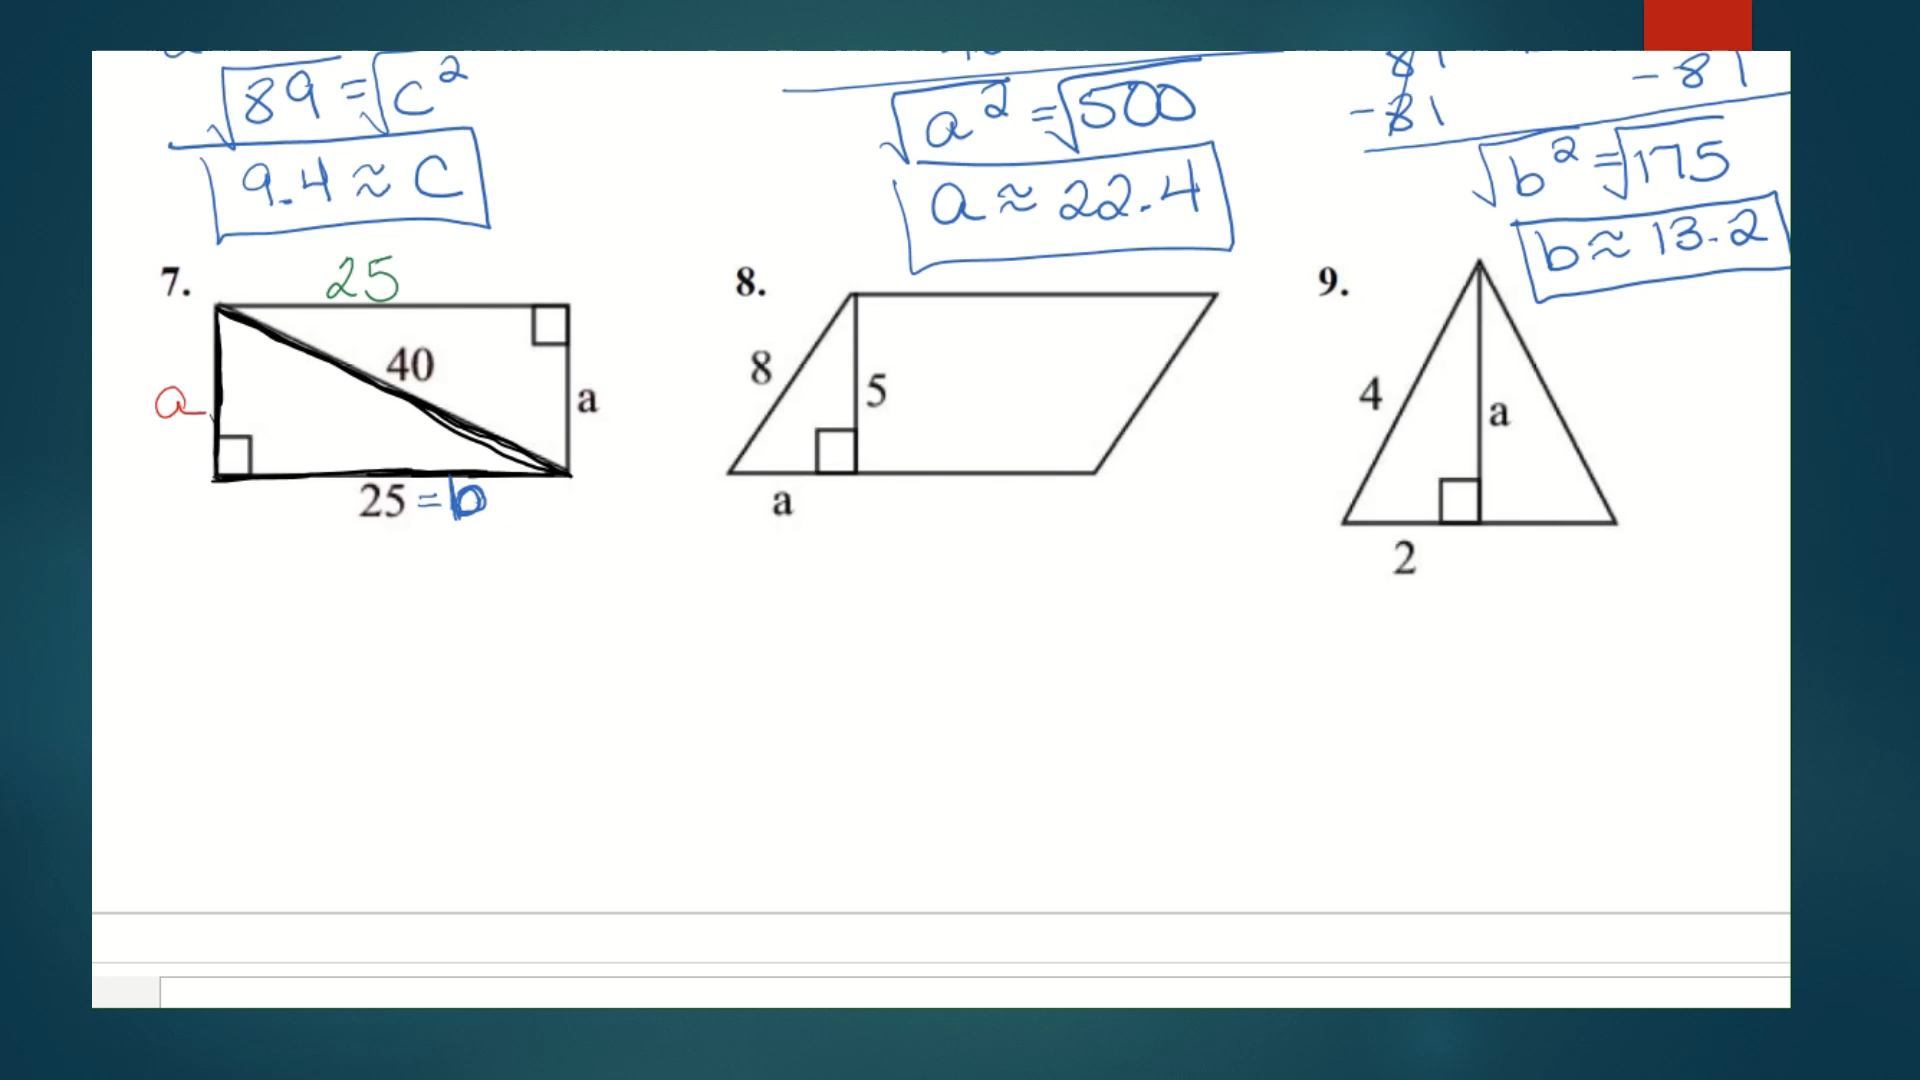 √89 = √c²
9.4 ≈ c
√a² = √500
a ≈ 22.4
81
-81
-81
√b² = √175
b ≈ 13.2
7.
25
40
a
a
25 = b
8.
8
5
a
9.
4
a
2